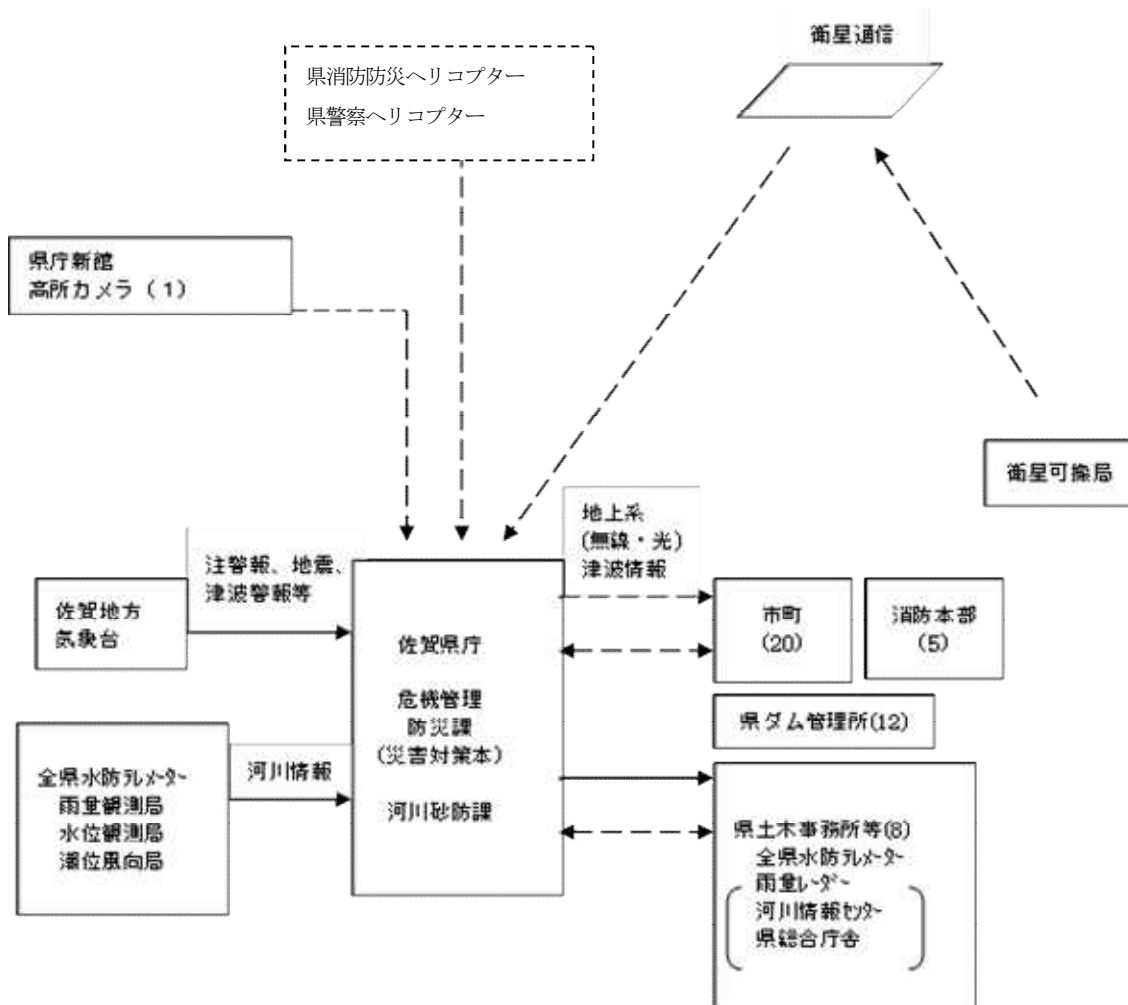 衛星通信
県消防防災ヘリコプター
県警察ヘリコプター
県庁新館
高所カメラ（1）
衛星可搬局
地上系
(無線・光)
津波情報
注警報、地震、
津波警報等
佐賀地方
気象台
市町
(20)
消防本部
(5)
佐賀県庁
危機管理
防災課
(災害対策本)
河川砂防課
県ダム管理所(12)
河川情報
全県水防ﾃﾚﾒｰﾀｰ
雨量観測局
水位観測局
潮位風向局
県土木事務所等(8)
全県水防ﾃﾚﾒｰﾀｰ
雨量ﾚｰﾀﾞｰ
河川情報ｾﾝﾀｰ
県総合庁舎